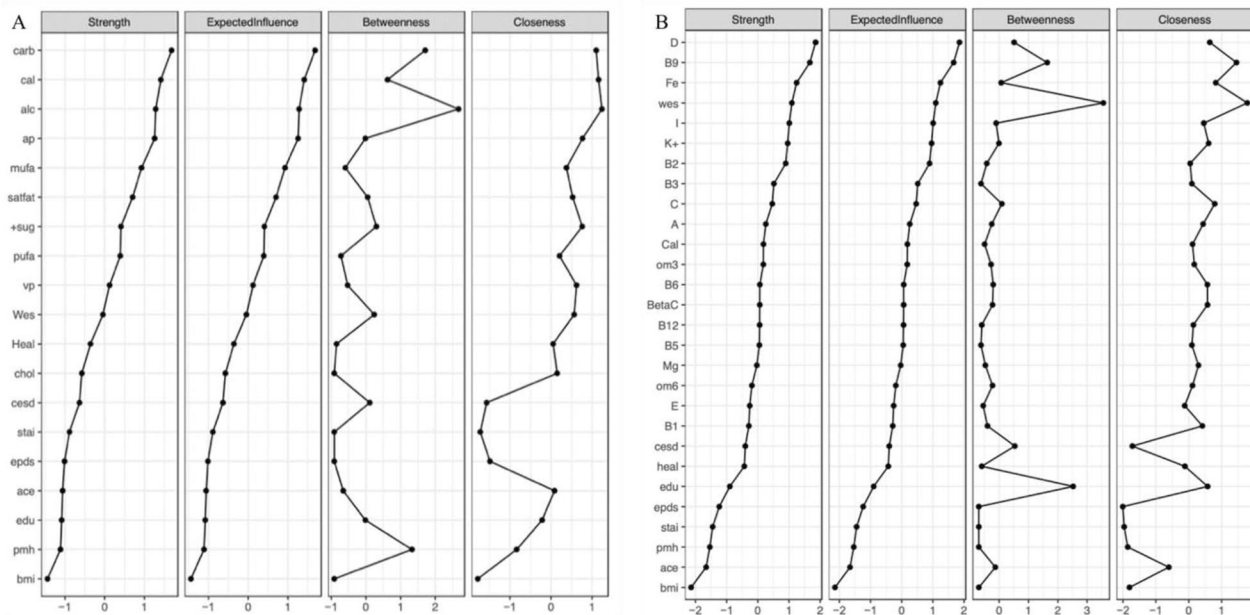 A
Strength ExpectedInfluence Betweenness Closeness
carb
cal
alc
ap
mufa
satfat
+sug
pufa
vp
Wes
Heal
chol
cesd
stai
epds
ace
edu
pmh
bmi
−1 0 1 −1 0 1 −1 0 1 2 −1 0 1
B
Strength ExpectedInfluence Betweenness Closeness
D
B9
Fe
wes
I
K+
B2
B3
C
A
Cal
om3
B6
BetaC
B12
B5
Mg
om6
E
B1
cesd
heal
edu
epds
stai
pmh
ace
bmi
−2 −1 0 1 2 −2 −1 0 1 2 0 1 2 3 −2 −1 0 1